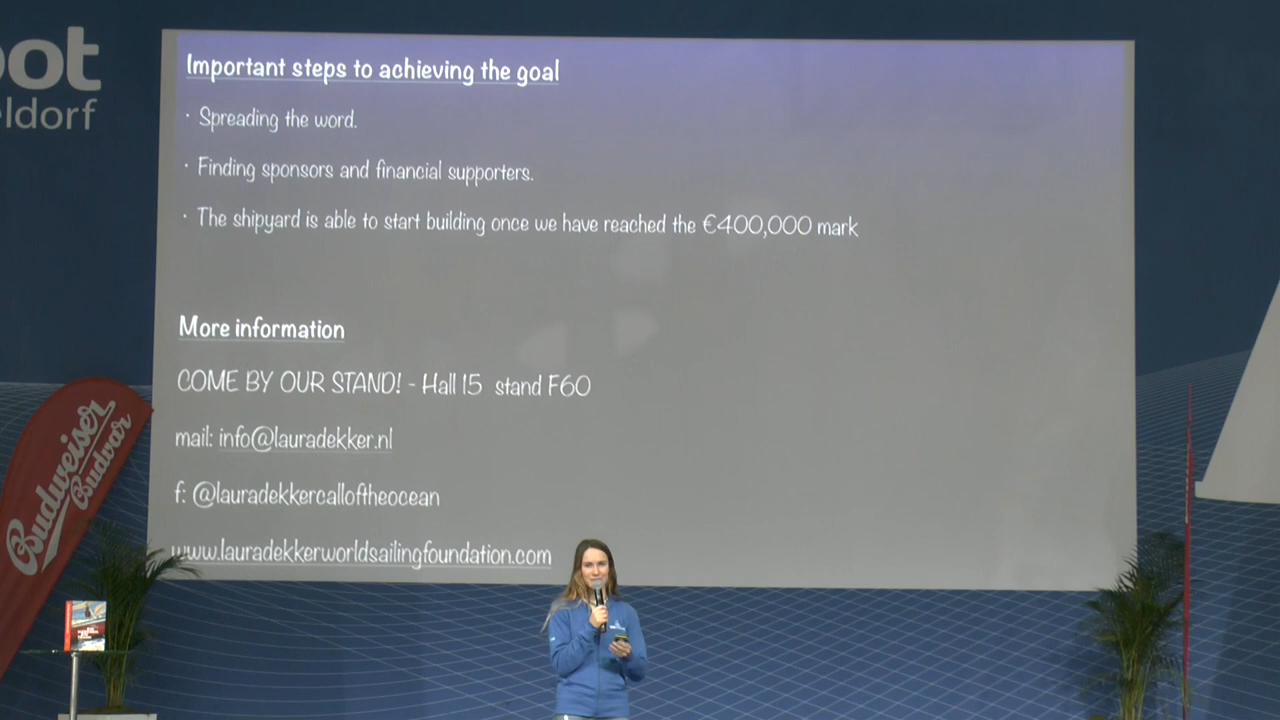 oot
eldorf
Important steps to achieving the goal
· Spreading the word.
· Finding sponsors and financial supporters.
· The shipyard is able to start building once we have reached the €400,000 mark
More information
COME BY OUR STAND! - Hall 15 stand F60
mail: info@lauradekker.nl
f: @lauradekkercalloftheocean
www.lauradekkerworldsailingfoundation.com
Budweiser
Budvar